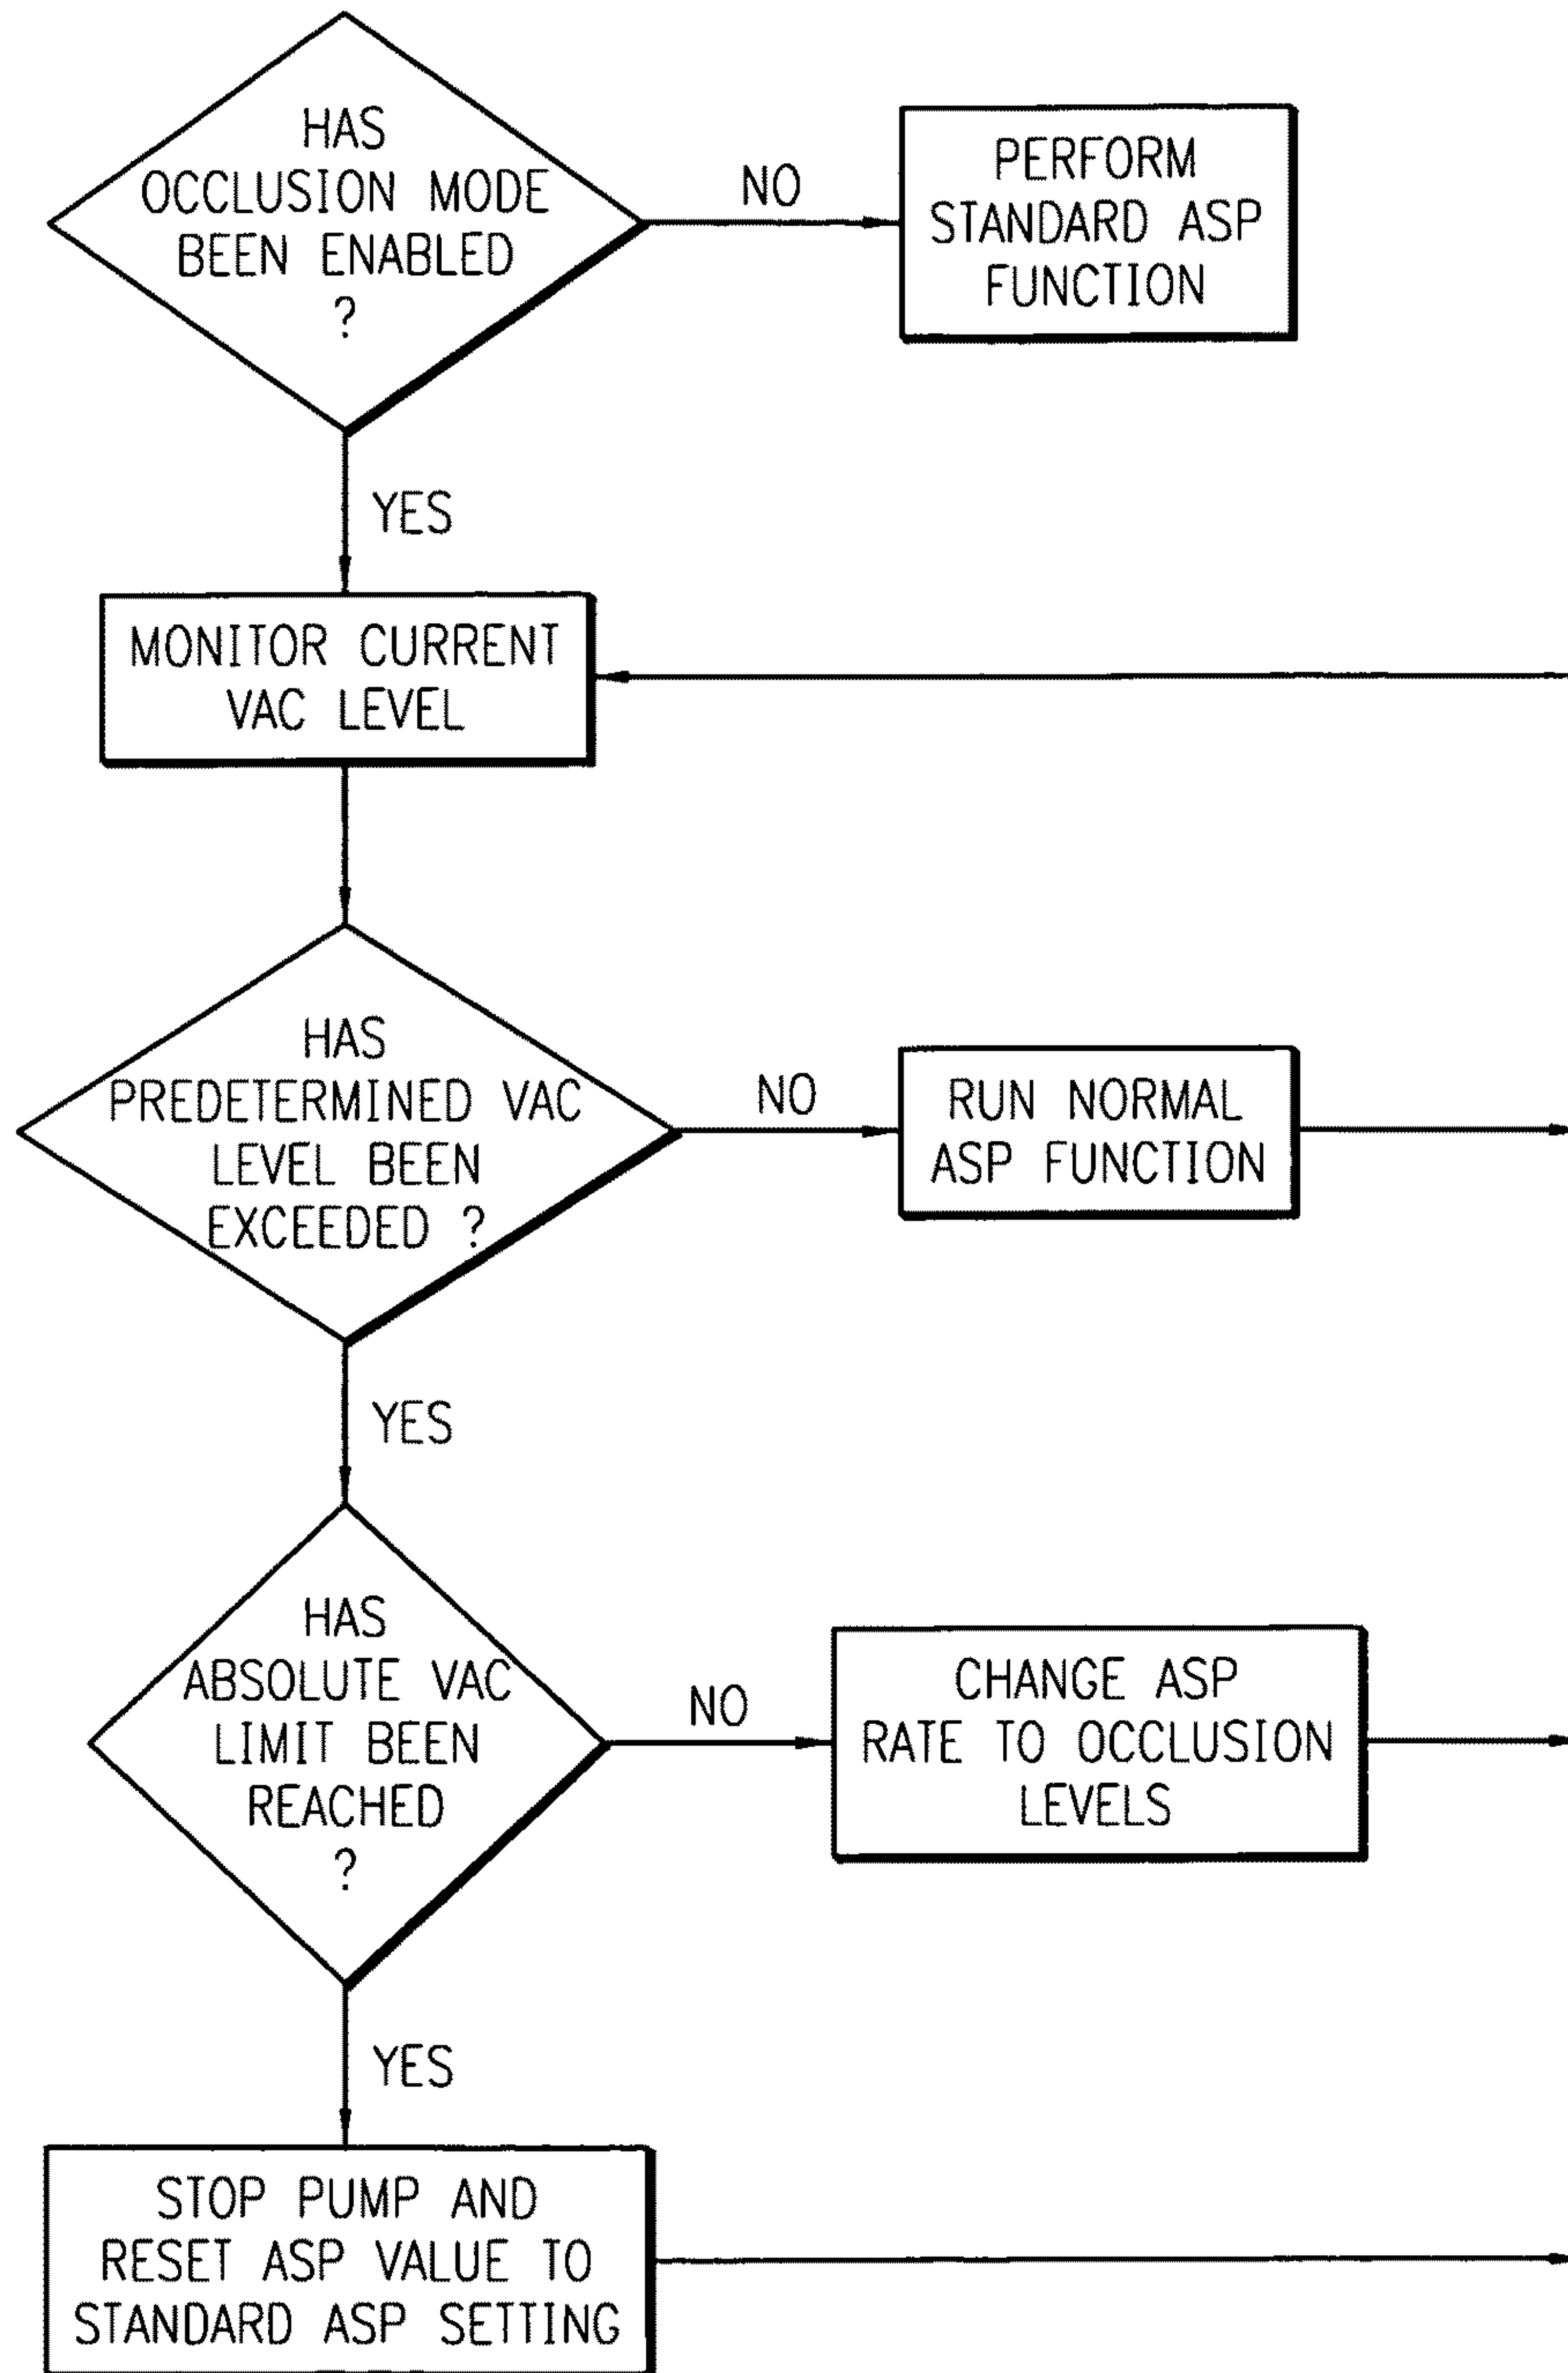 HAS
OCCLUSION MODE
BEEN ENABLED
?
NO
PERFORM
STANDARD ASP
FUNCTION
YES
MONITOR CURRENT
VAC LEVEL
HAS
PREDETERMINED VAC
LEVEL BEEN
EXCEEDED ?
NO
RUN NORMAL
ASP FUNCTION
YES
HAS
ABSOLUTE VAC
LIMIT BEEN
REACHED
?
NO
CHANGE ASP
RATE TO OCCLUSION
LEVELS
YES
STOP PUMP AND
RESET ASP VALUE TO
STANDARD ASP SETTING